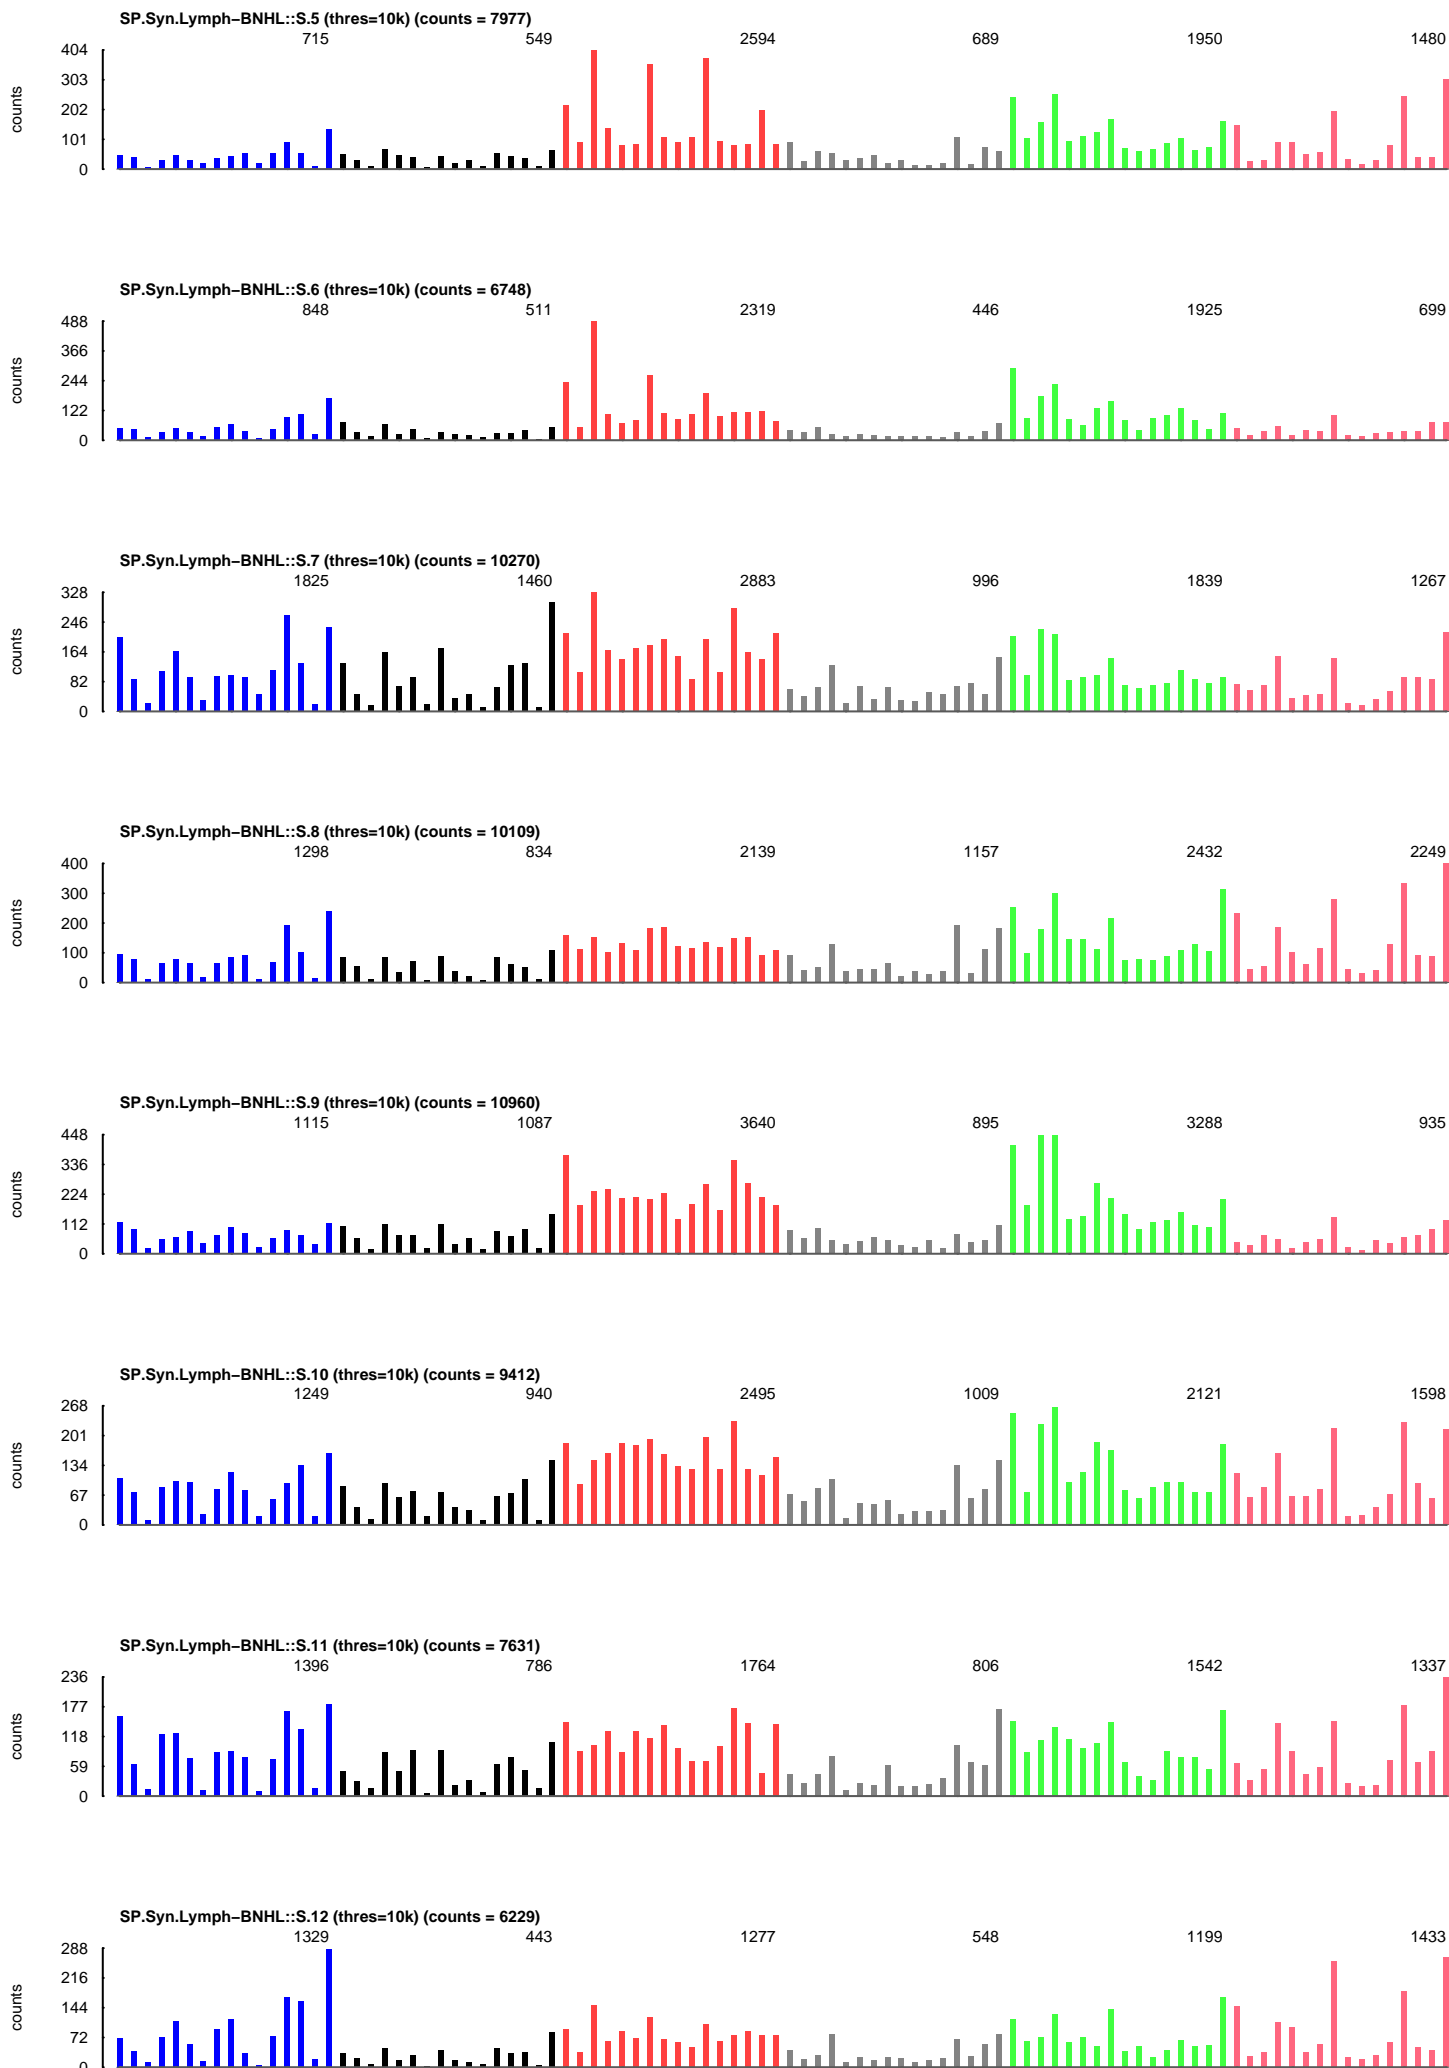 SP.Syn.Lymph−BNHL::S.5 (thres=10k) (counts = 7977)
715 549 2594 689 1950 1480
404
303
202
101
0
counts
SP.Syn.Lymph−BNHL::S.6 (thres=10k) (counts = 6748)
848 511 2319 446 1925 699
488
366
244
122
0
counts
SP.Syn.Lymph−BNHL::S.7 (thres=10k) (counts = 10270)
1825 1460 2883 996 1839 1267
328
246
164
82
0
counts
SP.Syn.Lymph−BNHL::S.8 (thres=10k) (counts = 10109)
1298 834 2139 1157 2432 2249
400
300
200
100
0
counts
SP.Syn.Lymph−BNHL::S.9 (thres=10k) (counts = 10960)
1115 1087 3640 895 3288 935
448
336
224
112
0
counts
SP.Syn.Lymph−BNHL::S.10 (thres=10k) (counts = 9412)
1249 940 2495 1009 2121 1598
268
201
134
67
0
counts
SP.Syn.Lymph−BNHL::S.11 (thres=10k) (counts = 7631)
1396 786 1764 806 1542 1337
236
177
118
59
0
counts
SP.Syn.Lymph−BNHL::S.12 (thres=10k) (counts = 6229)
1329 443 1277 548 1199 1433
288
216
144
72
0
counts